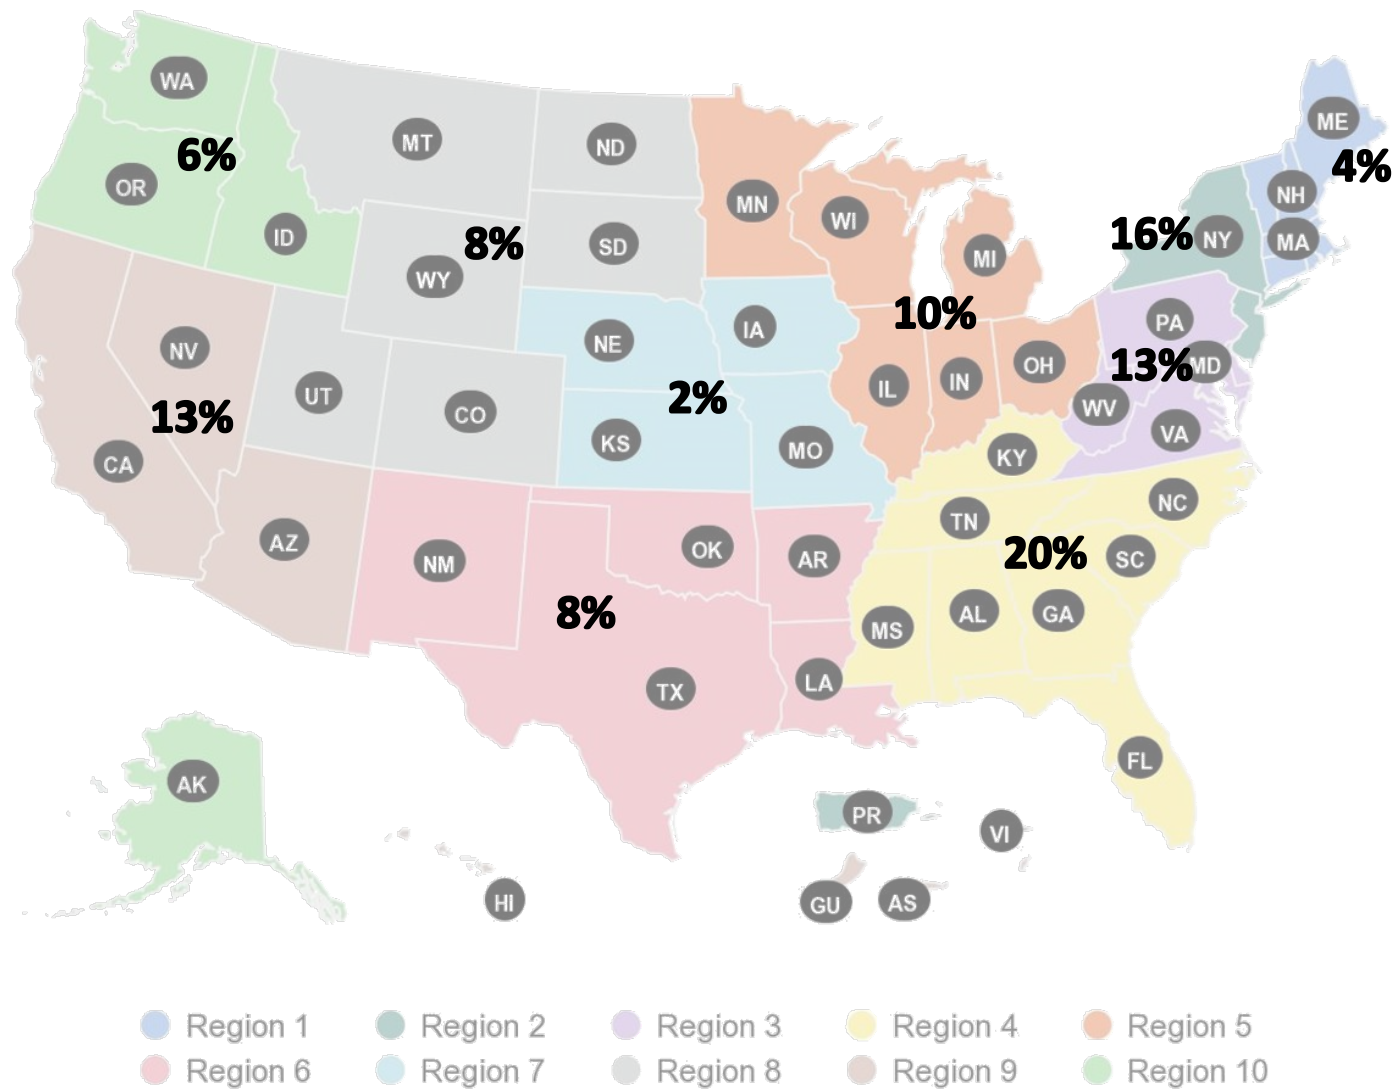 WA
MT
ND
ME
6%
4%
OR
MN
WI
NH
ID
8%
SD
16%
NY
MA
WY
MI
NE
IA
10%
PA
NV
13%
MD
UT
CO
2%
IL
IN
OH
WV
13%
KS
MO
VA
CA
KY
NC
AZ
NM
OK
AR
TN
20%
SC
8%
MS
AL
GA
TX
LA
AK
FL
PR
VI
HI
GU
AS
Region 1 Region 2 Region 3 Region 4 Region 5
Region 6 Region 7 Region 8 Region 9 Region 10